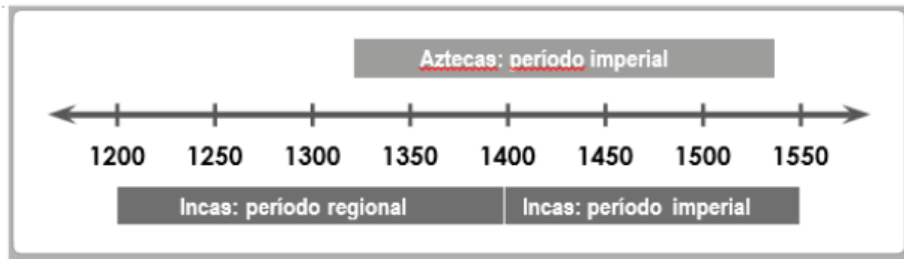 Aztecas: período imperial
1200 1250 1300 1350 1400 1450 1500 1550
Incas: período regional Incas: período imperial